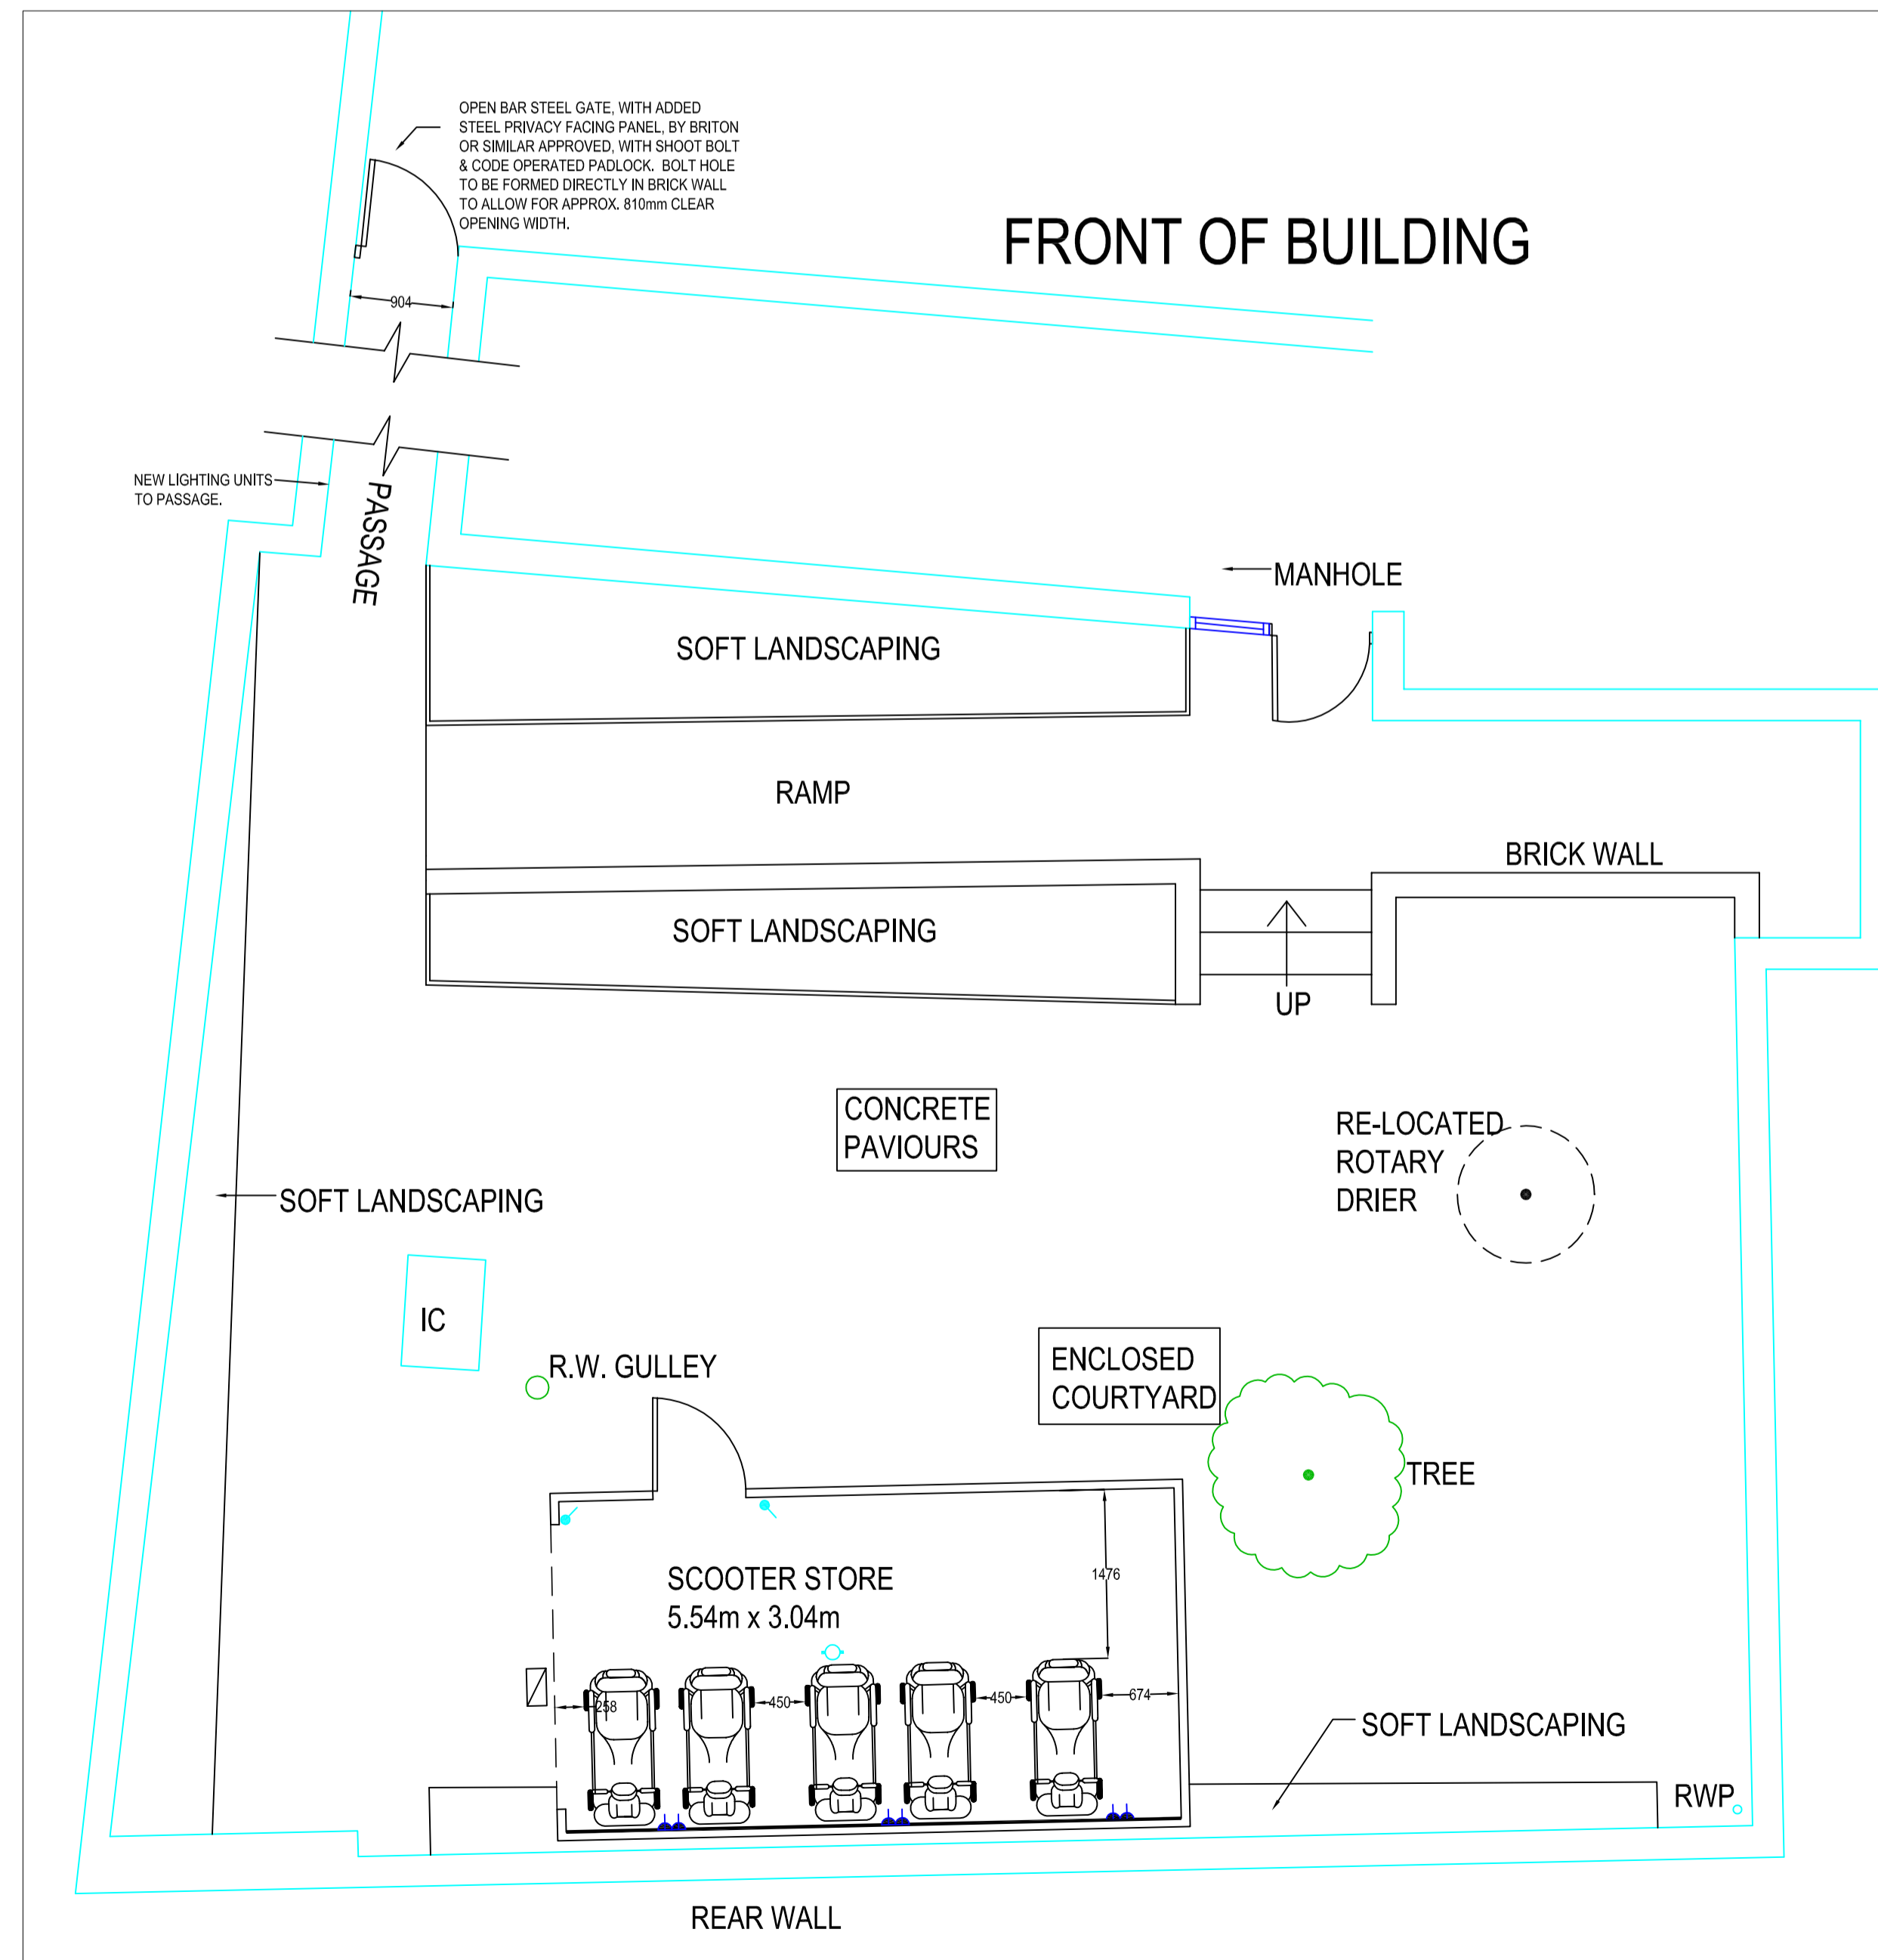 OPEN BAR STEEL GATE, WITH ADDED
STEEL PRIVACY FACING PANEL, BY BRITON
OR SIMILAR APPROVED, WITH SHOOT BOLT
& CODE OPERATED PADLOCK. BOLT HOLE
TO BE FORMED DIRECTLY IN BRICK WALL
TO ALLOW FOR APPROX. 810mm CLEAR
OPENING WIDTH.
FRONT OF BUILDING
904
NEW LIGHTING UNITS
TO PASSAGE.
PASSAGE
MANHOLE
SOFT LANDSCAPING
RAMP
BRICK WALL
SOFT LANDSCAPING
UP
CONCRETE
PAVIOURS
RE-LOCATED
ROTARY
DRIER
SOFT LANDSCAPING
IC
R.W. GULLEY
ENCLOSED
COURTYARD
TREE
SCOOTER STORE
5.54m x 3.04m
1476
258
450
450
674
SOFT LANDSCAPING
RWP
REAR WALL